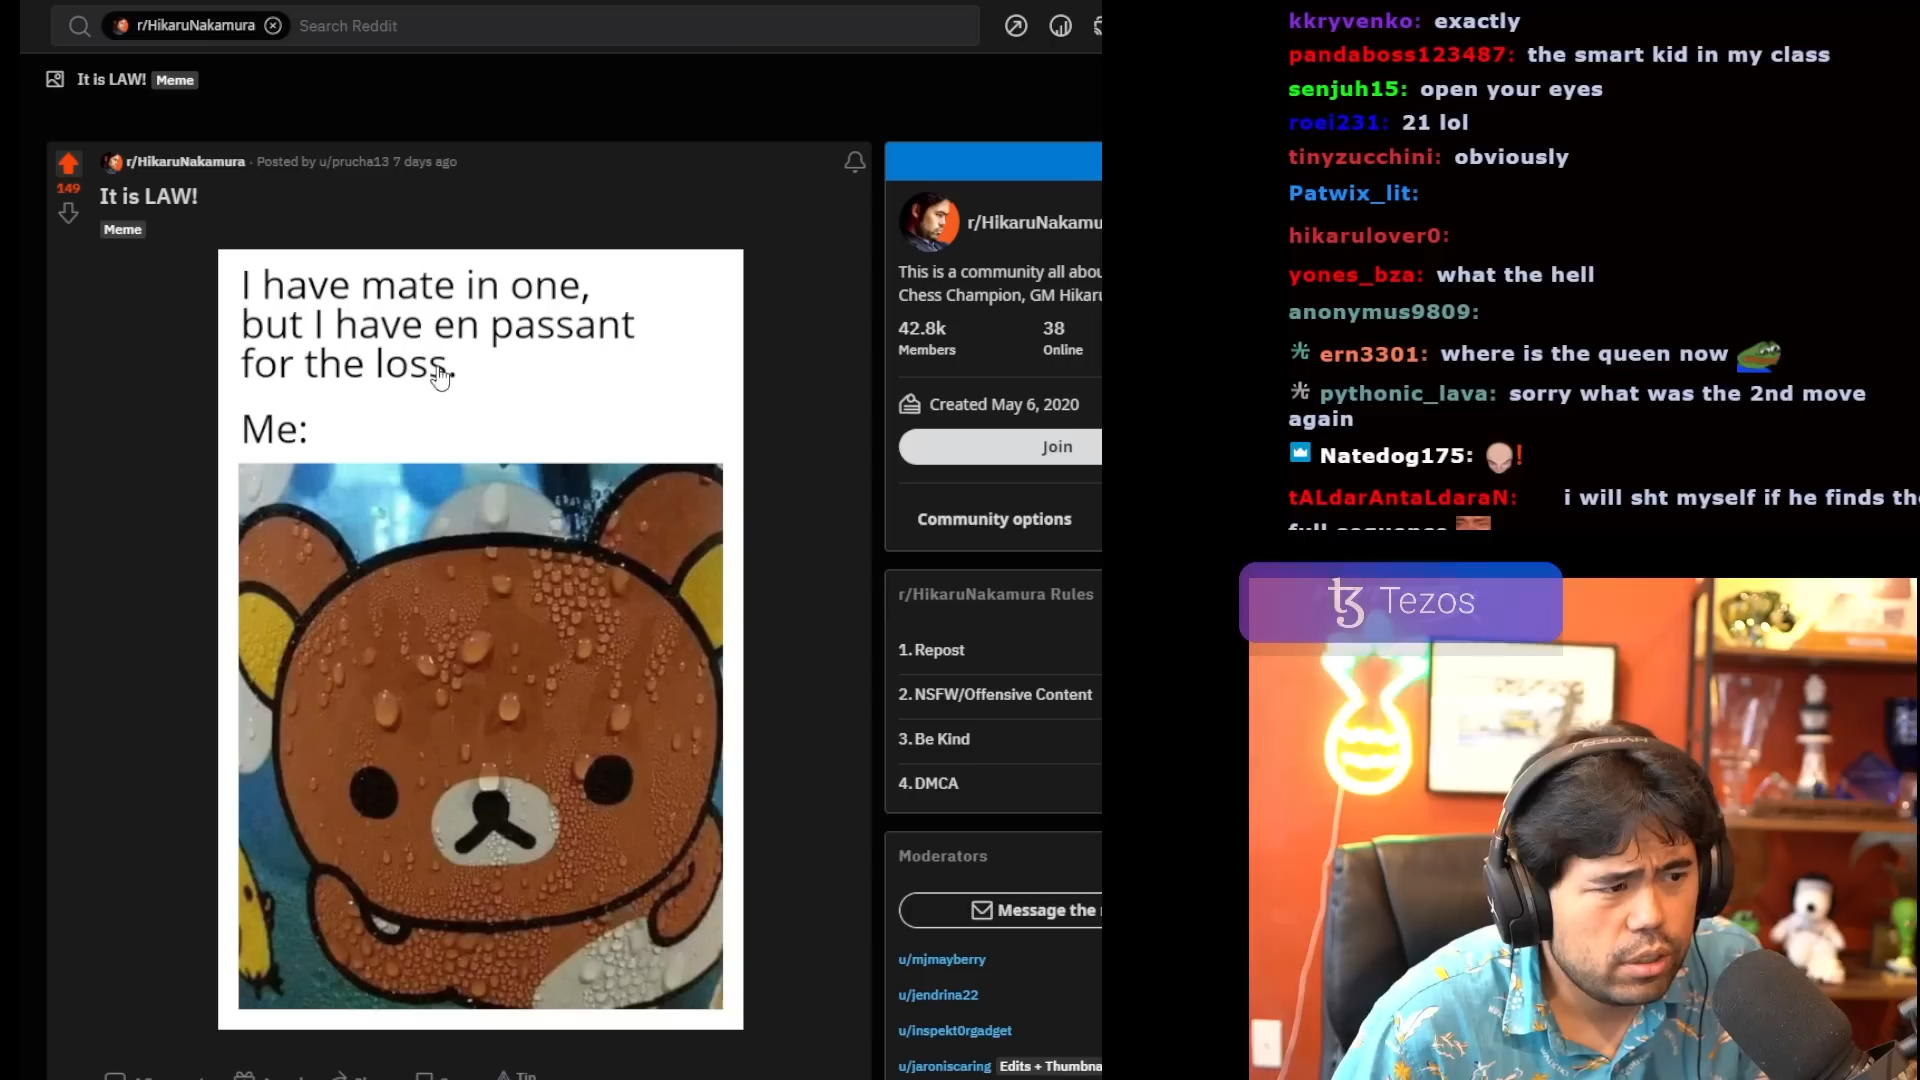 r/HikaruNakamura
Search Reddit
It is LAW! Meme
r/HikaruNakamura · Posted by u/prucha13 7 days ago
149
It is LAW!
Meme
I have mate in one,
but I have en passant
for the loss.
Me:
r/HikaruNakamu
This is a community all abou
Chess Champion, GM Hikaru
42.8k
38
Members
Online
Created May 6, 2020
Join
Community options
r/HikaruNakamura Rules
1. Repost
2. NSFW/Offensive Content
3. Be Kind
4. DMCA
Moderators
Message the
u/mjmayberry
u/jendrina22
u/inspekt0rgadget
u/jaroniscaring Edits + Thumbna
Tip
kkryvenko: exactly
pandaboss123487: the smart kid in my class
senjuh15: open your eyes
roei231: 21 lol
tinyzucchini: obviously
Patwix_lit:
hikarulover0:
yones_bza: what the hell
anonymus9809:
ern3301: where is the queen now
pythonic_lava: sorry what was the 2nd move
again
Natedog175: !
tALdarAntaLdaraN: i will sht myself if he finds the
full sequence
Tezos